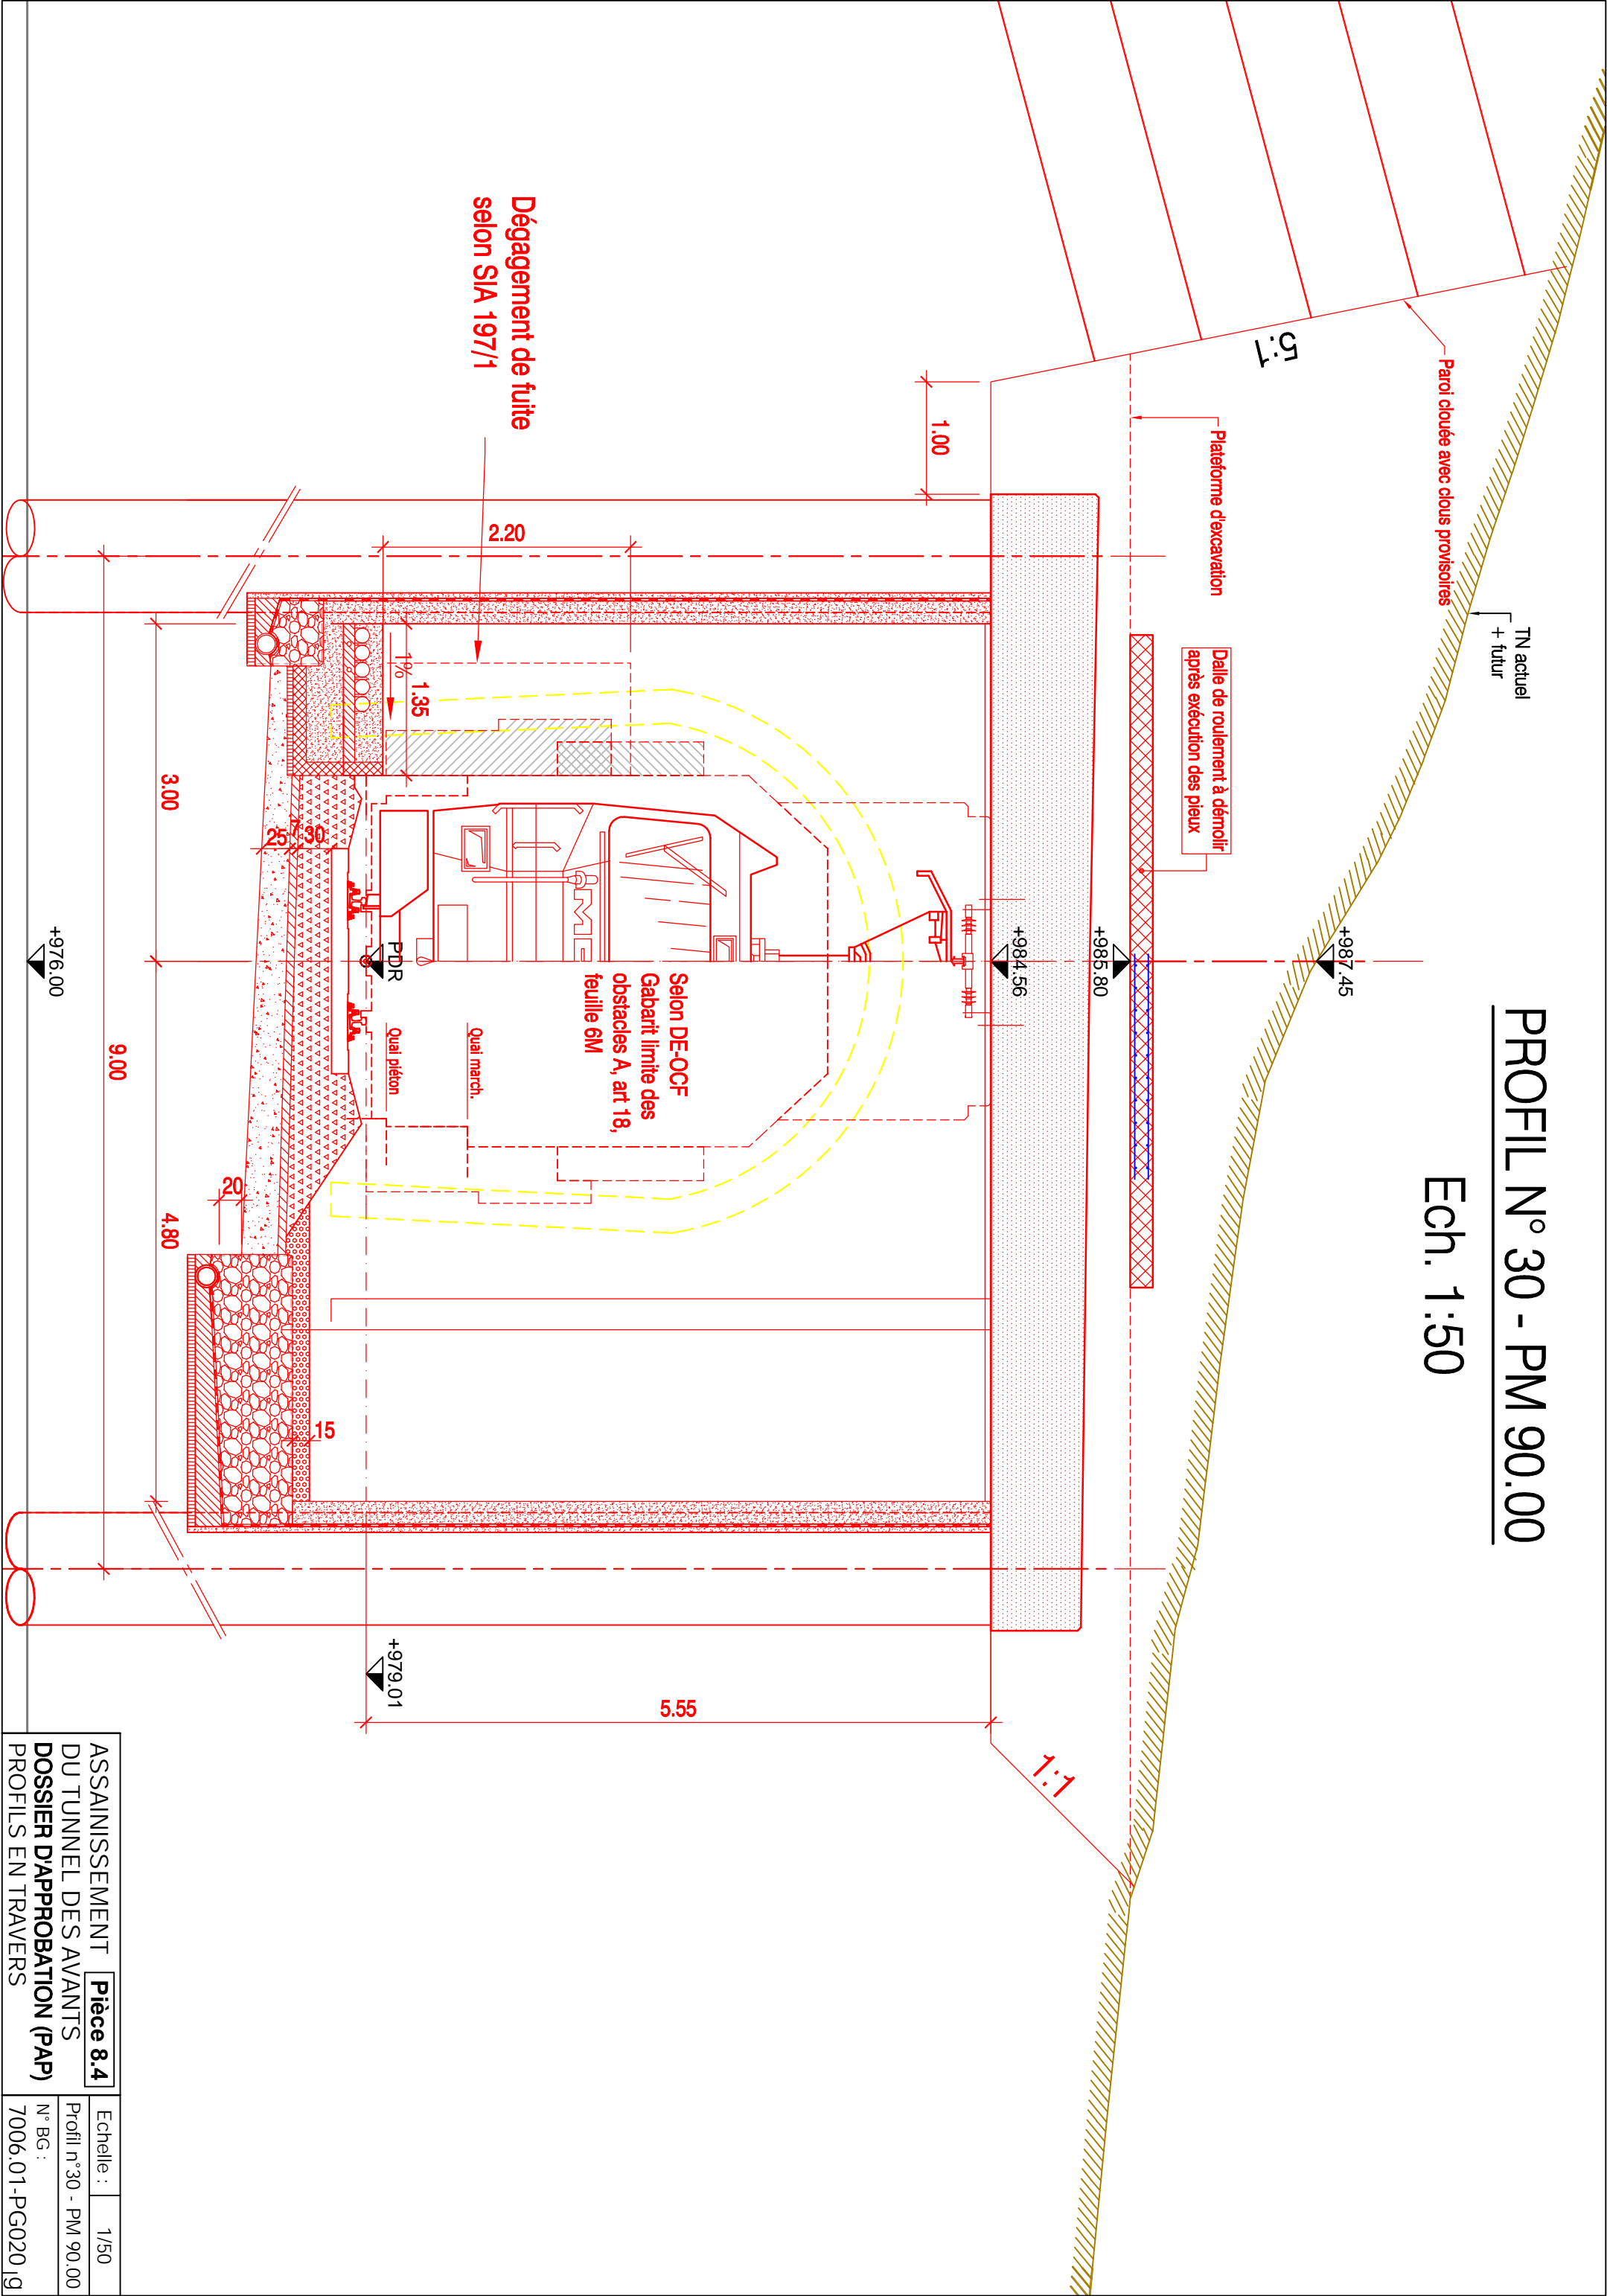 PROFIL N° 30 - PM 90.00
Ech. 1:50
TN actuel
+ futur
Paroi clouée avec clous provisoires
5:1
Plateforme d'excavation
Dalle de roulement à démolir
après exécution des pieux
+987.45
+985.80
+984.56
1.00
1:1
Dégagement de fuite
selon SIA 197/1
2.20
1%
1.35
Selon DE-OCF
Gabarit limite des
obstacles A, art 18,
feuille 6M
Quai march.
Quai piéton
PDR
5.55
+979.01
30
7
25
20
15
3.00
4.80
9.00
+976.00
ASSAINISSEMENT
Pièce 8.4
DU TUNNEL DES AVANTS
DOSSIER D'APPROBATION (PAP)
PROFILS EN TRAVERS
Echelle :
1/50
Profil n°30 - PM 90.00
N° BG :
7006.01-PG020